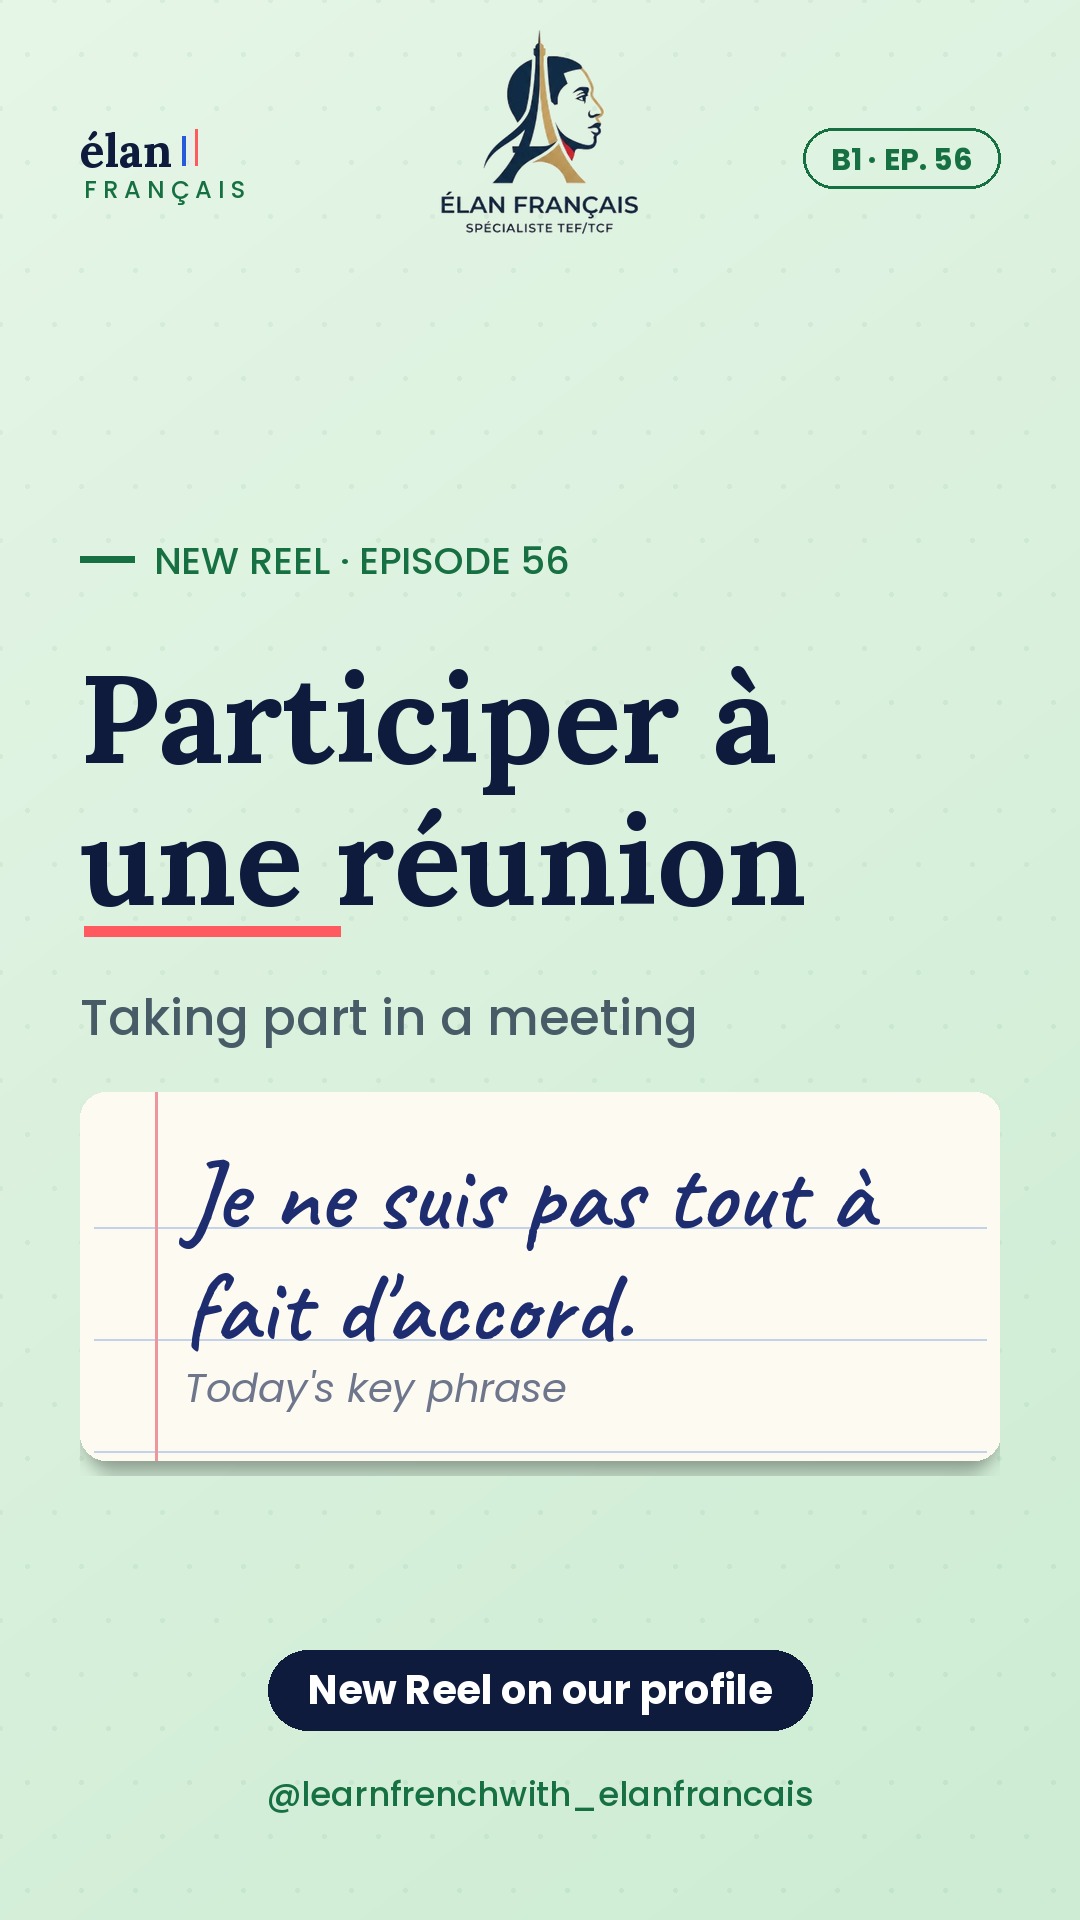 élan
FRANÇAIS
ÉLAN FRANÇAIS
SPÉCIALISTE TEF/TCF
B1 · EP. 56
NEW REEL · EPISODE 56
Participer à
une réunion
Taking part in a meeting
Je ne suis pas tout à
fait d'accord.
Today's key phrase
New Reel on our profile
@learnfrenchwith_elanfrancais